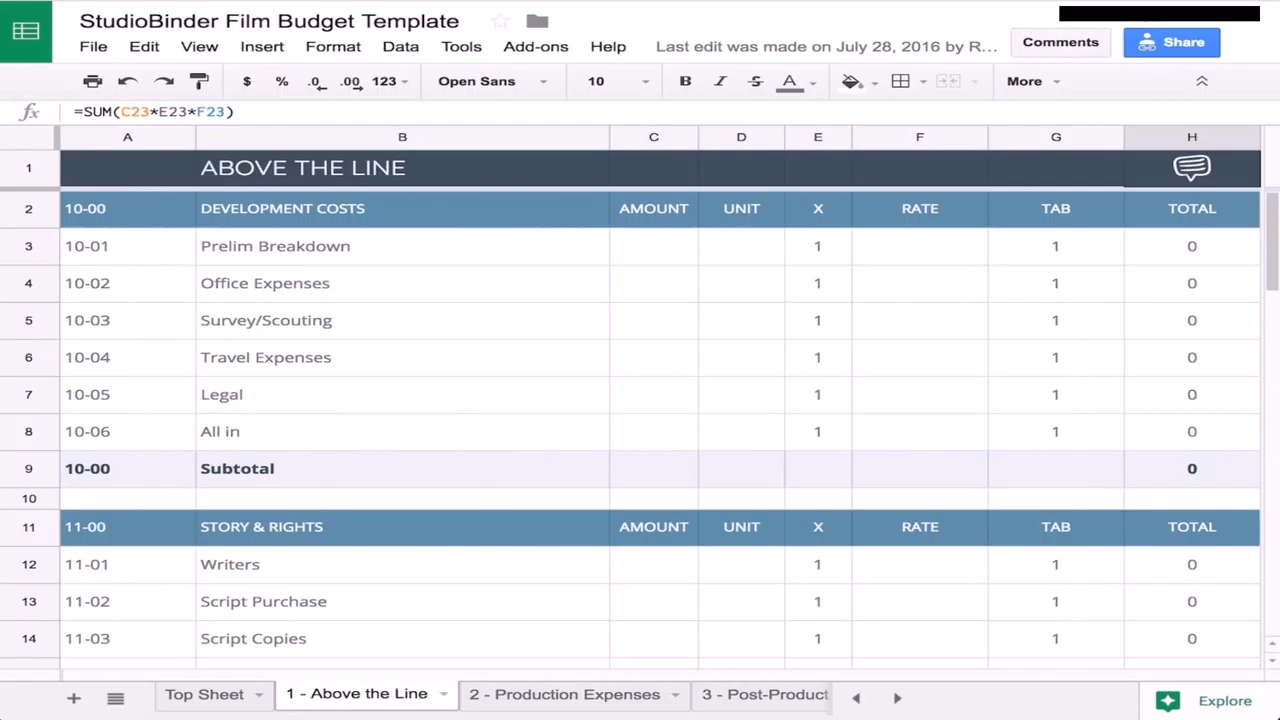 StudioBinder Film Budget Template
File Edit View Insert Format Data Tools Add-ons Help Last edit was made on July 28, 2016 by R... Comments Share
$ % .0 .00 123 Open Sans 10 B I S A More
fx =SUM(C23*E23*F23)
A B C D E F G H
1 ABOVE THE LINE
2 10-00 DEVELOPMENT COSTS AMOUNT UNIT X RATE TAB TOTAL
3 10-01 Prelim Breakdown 1 1 0
4 10-02 Office Expenses 1 1 0
5 10-03 Survey/Scouting 1 1 0
6 10-04 Travel Expenses 1 1 0
7 10-05 Legal 1 1 0
8 10-06 All in 1 1 0
9 10-00 Subtotal 0
10
11 11-00 STORY & RIGHTS AMOUNT UNIT X RATE TAB TOTAL
12 11-01 Writers 1 1 0
13 11-02 Script Purchase 1 1 0
14 11-03 Script Copies 1 1 0
Top Sheet 1 - Above the Line 2 - Production Expenses 3 - Post-Product Explore